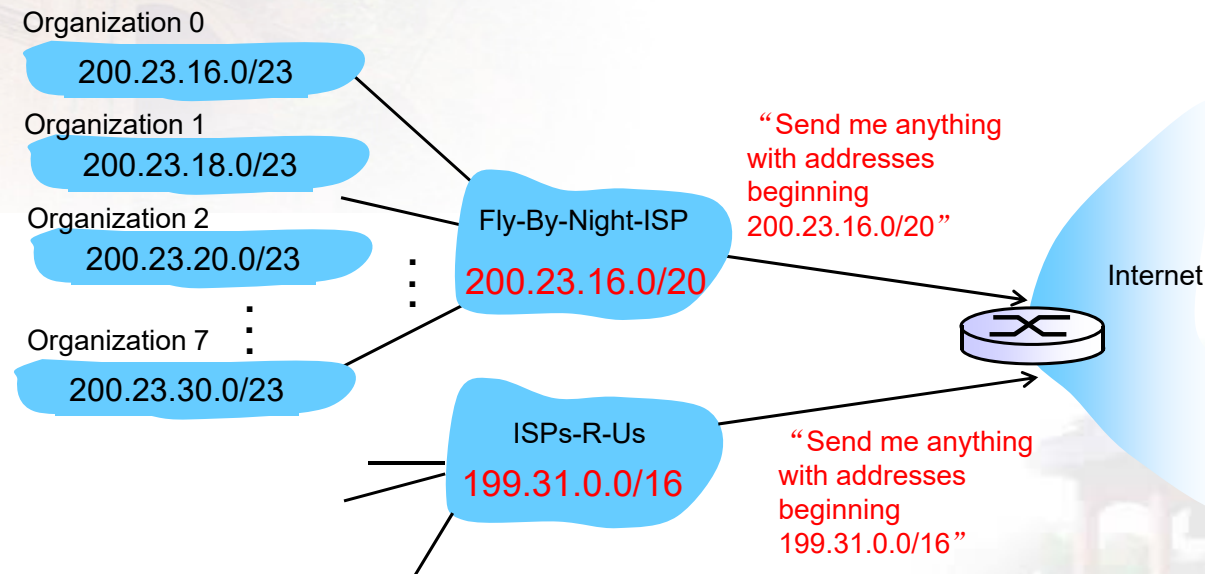 Organization 0
200.23.16.0/23
Organization 1
200.23.18.0/23
Organization 2
200.23.20.0/23
Organization 7
200.23.30.0/23
Fly-By-Night-ISP
200.23.16.0/20
ISPs-R-Us
199.31.0.0/16
“Send me anything
with addresses
beginning
200.23.16.0/20”
“Send me anything
with addresses
beginning
199.31.0.0/16”
Internet